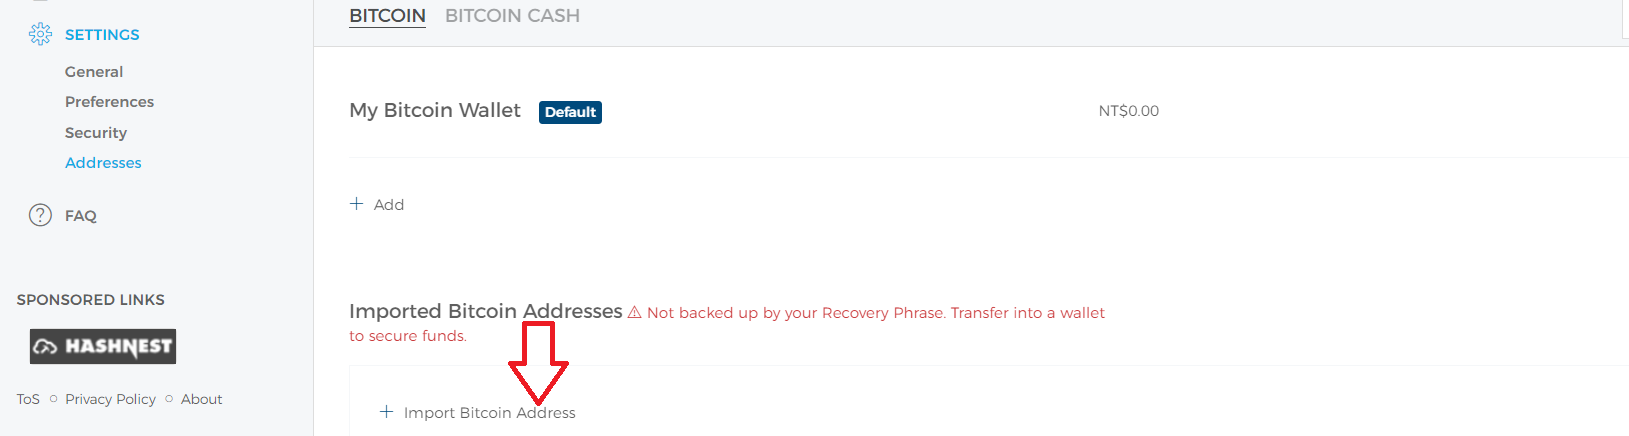 BITCOIN BITCOIN CASH
SETTINGS
General
Preferences
Security
Addresses
FAQ
SPONSORED LINKS
HASHNEST
ToS Privacy Policy About
My Bitcoin Wallet Default NT$0.00
+ Add
Imported Bitcoin Addresses Not backed up by your Recovery Phrase. Transfer into a wallet
to secure funds.
+ Import Bitcoin Address